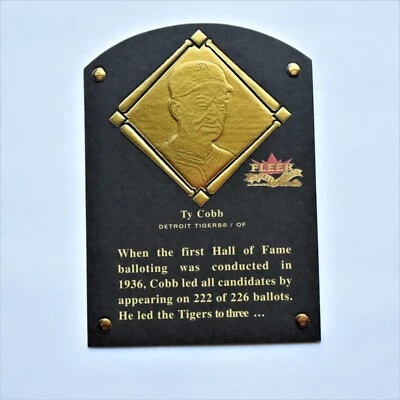 FLEER
Ty Cobb
DETROIT TIGERS® / OF
When the first Hall of Fame
balloting was conducted in
1936, Cobb led all candidates by
appearing on 222 of 226 ballots.
He led the Tigers to three ...